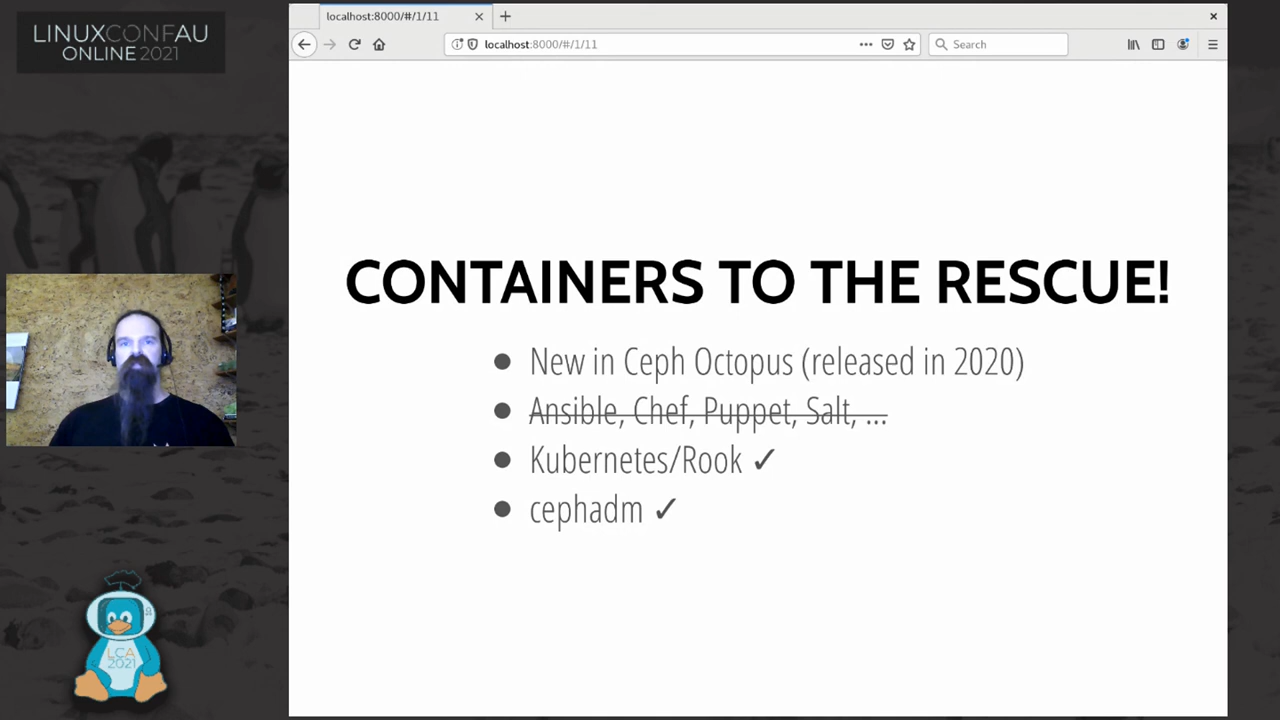 LINUXCONFAU
ONLINE 2021
localhost:8000/#/1/11
localhost:8000/#/1/11
Search
CONTAINERS TO THE RESCUE!
New in Ceph Octopus (released in 2020)
Ansible, Chef, Puppet, Salt, ...
Kubernetes/Rook ✓
cephadm ✓
LCA
2021